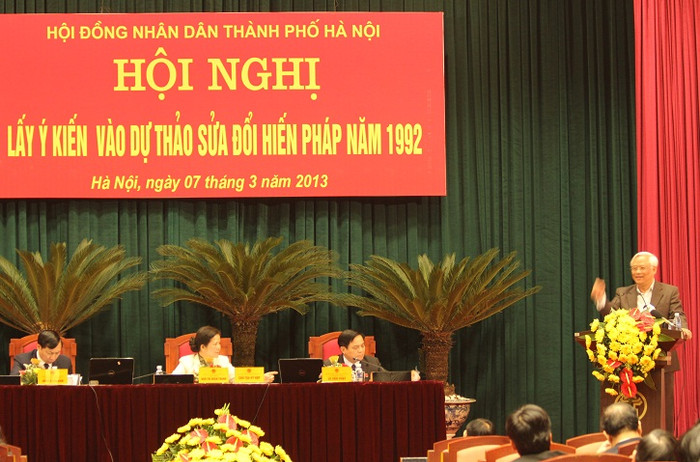 HỘI ĐỒNG NHÂN DÂN THÀNH PHỐ HÀ NỘI
HỘI NGHỊ
LẤY Ý KIẾN VÀO DỰ THẢO SỬA ĐỔI HIẾN PHÁP NĂM 1992
Hà Nội, ngày 07 tháng 3 năm 2013